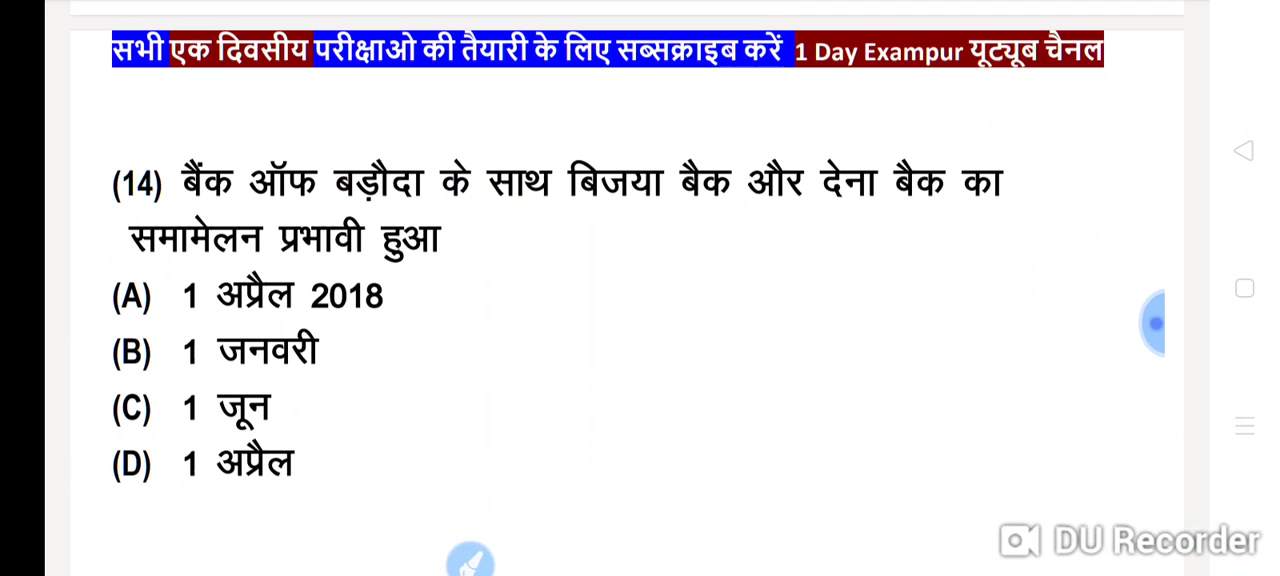 सभी एक दिवसीय परीक्षाओ की तैयारी के लिए सब्सक्राइब करें 1 Day Exampur यूट्यूब चैनल
(14) बैंक ऑफ बड़ौदा के साथ बिजया बैक और देना बैक का
समामेलन प्रभावी हुआ
(A) 1 अप्रैल 2018
(B) 1 जनवरी
(C) 1 जून
(D) 1 अप्रैल
DU Recorder